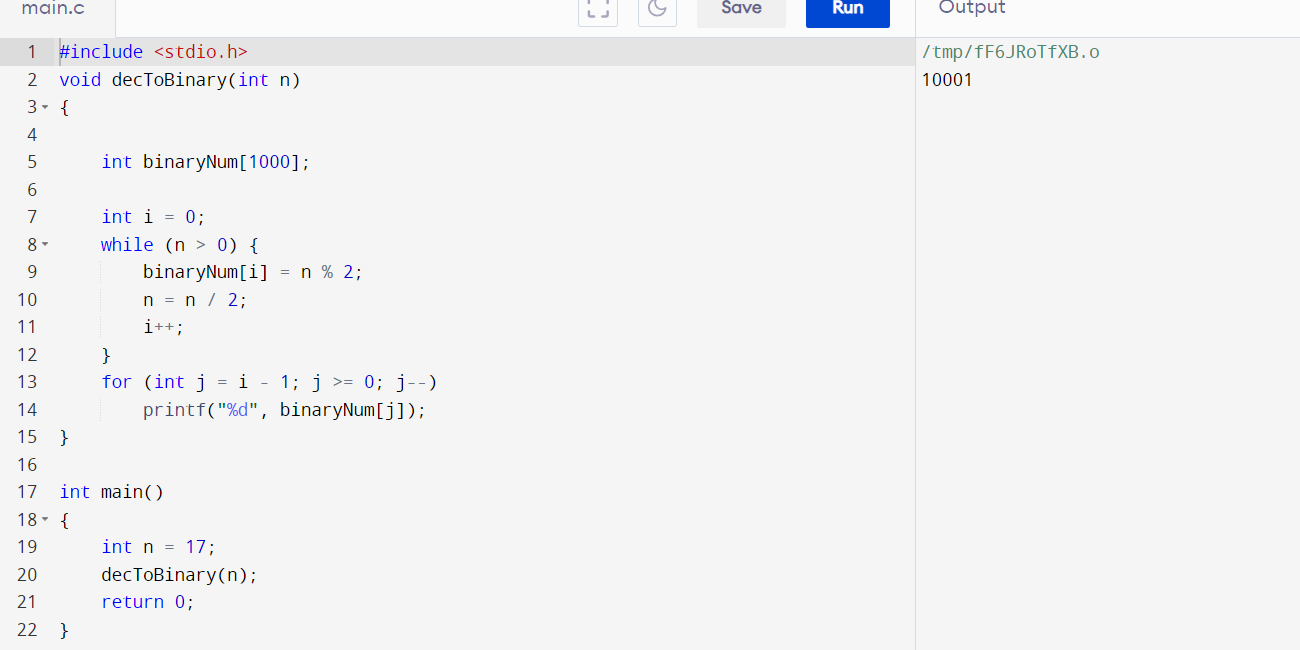 main.c
Save
Run
Output
1 #include <stdio.h>
2 void decToBinary(int n)
3 {
4
5     int binaryNum[1000];
6
7     int i = 0;
8     while (n > 0) {
9         binaryNum[i] = n % 2;
10         n = n / 2;
11         i++;
12     }
13     for (int j = i - 1; j >= 0; j--)
14         printf("%d", binaryNum[j]);
15 }
16
17 int main()
18 {
19     int n = 17;
20     decToBinary(n);
21     return 0;
22 }
/tmp/fF6JRoTfXB.o
10001